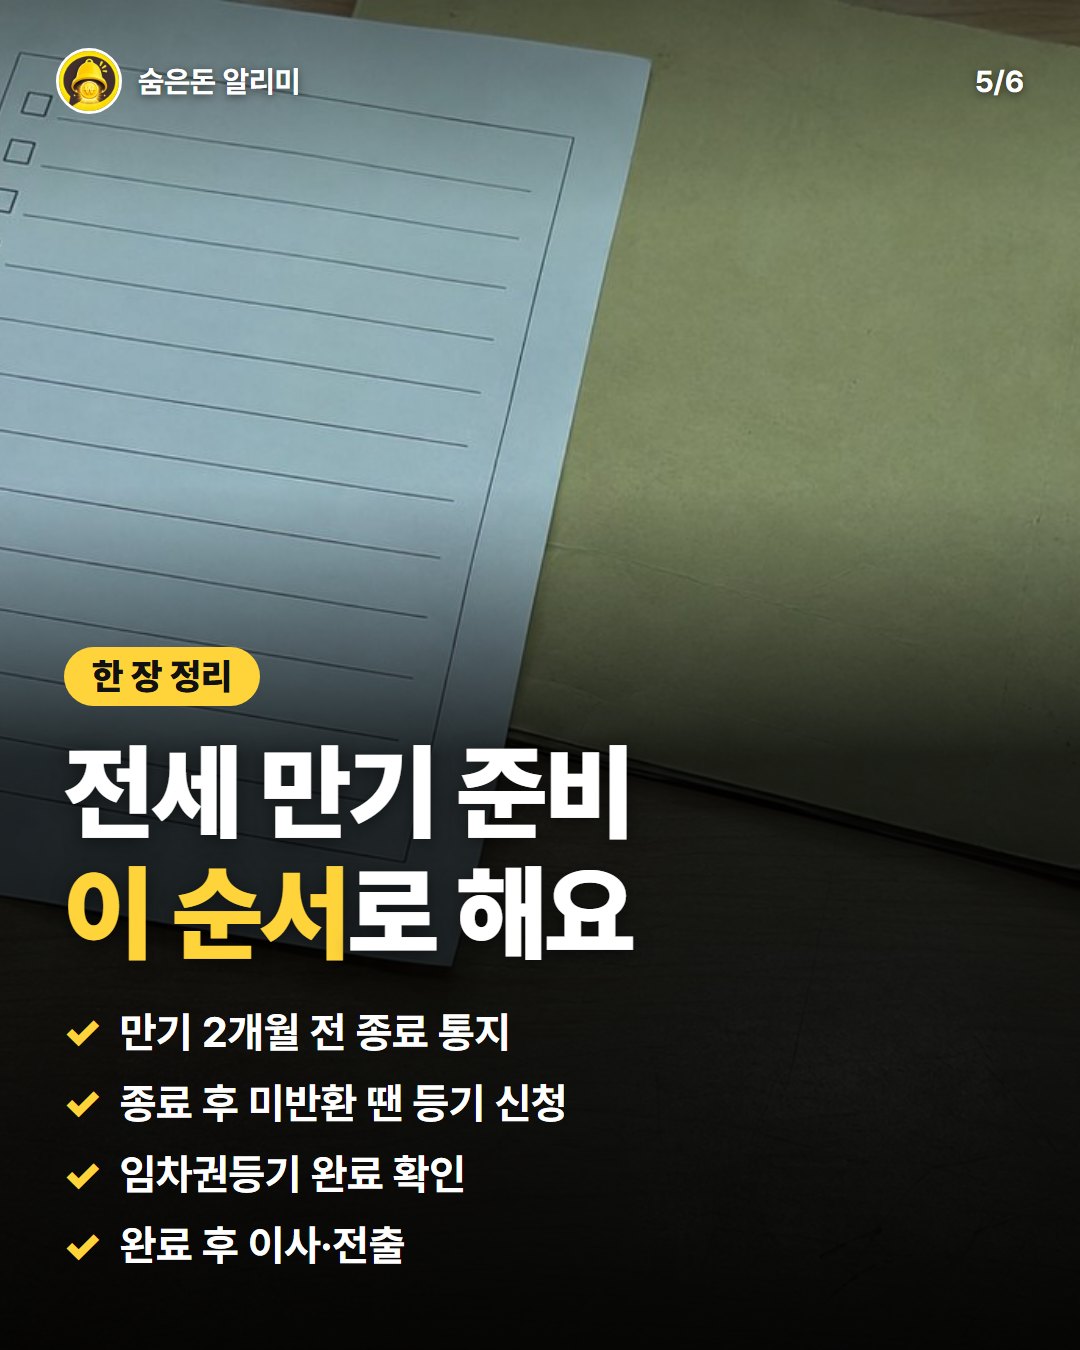 숨은돈 알리미
5/6
한 장 정리
전세 만기 준비
이 순서로 해요
만기 2개월 전 종료 통지
종료 후 미반환 땐 등기 신청
임차권등기 완료 확인
완료 후 이사·전출